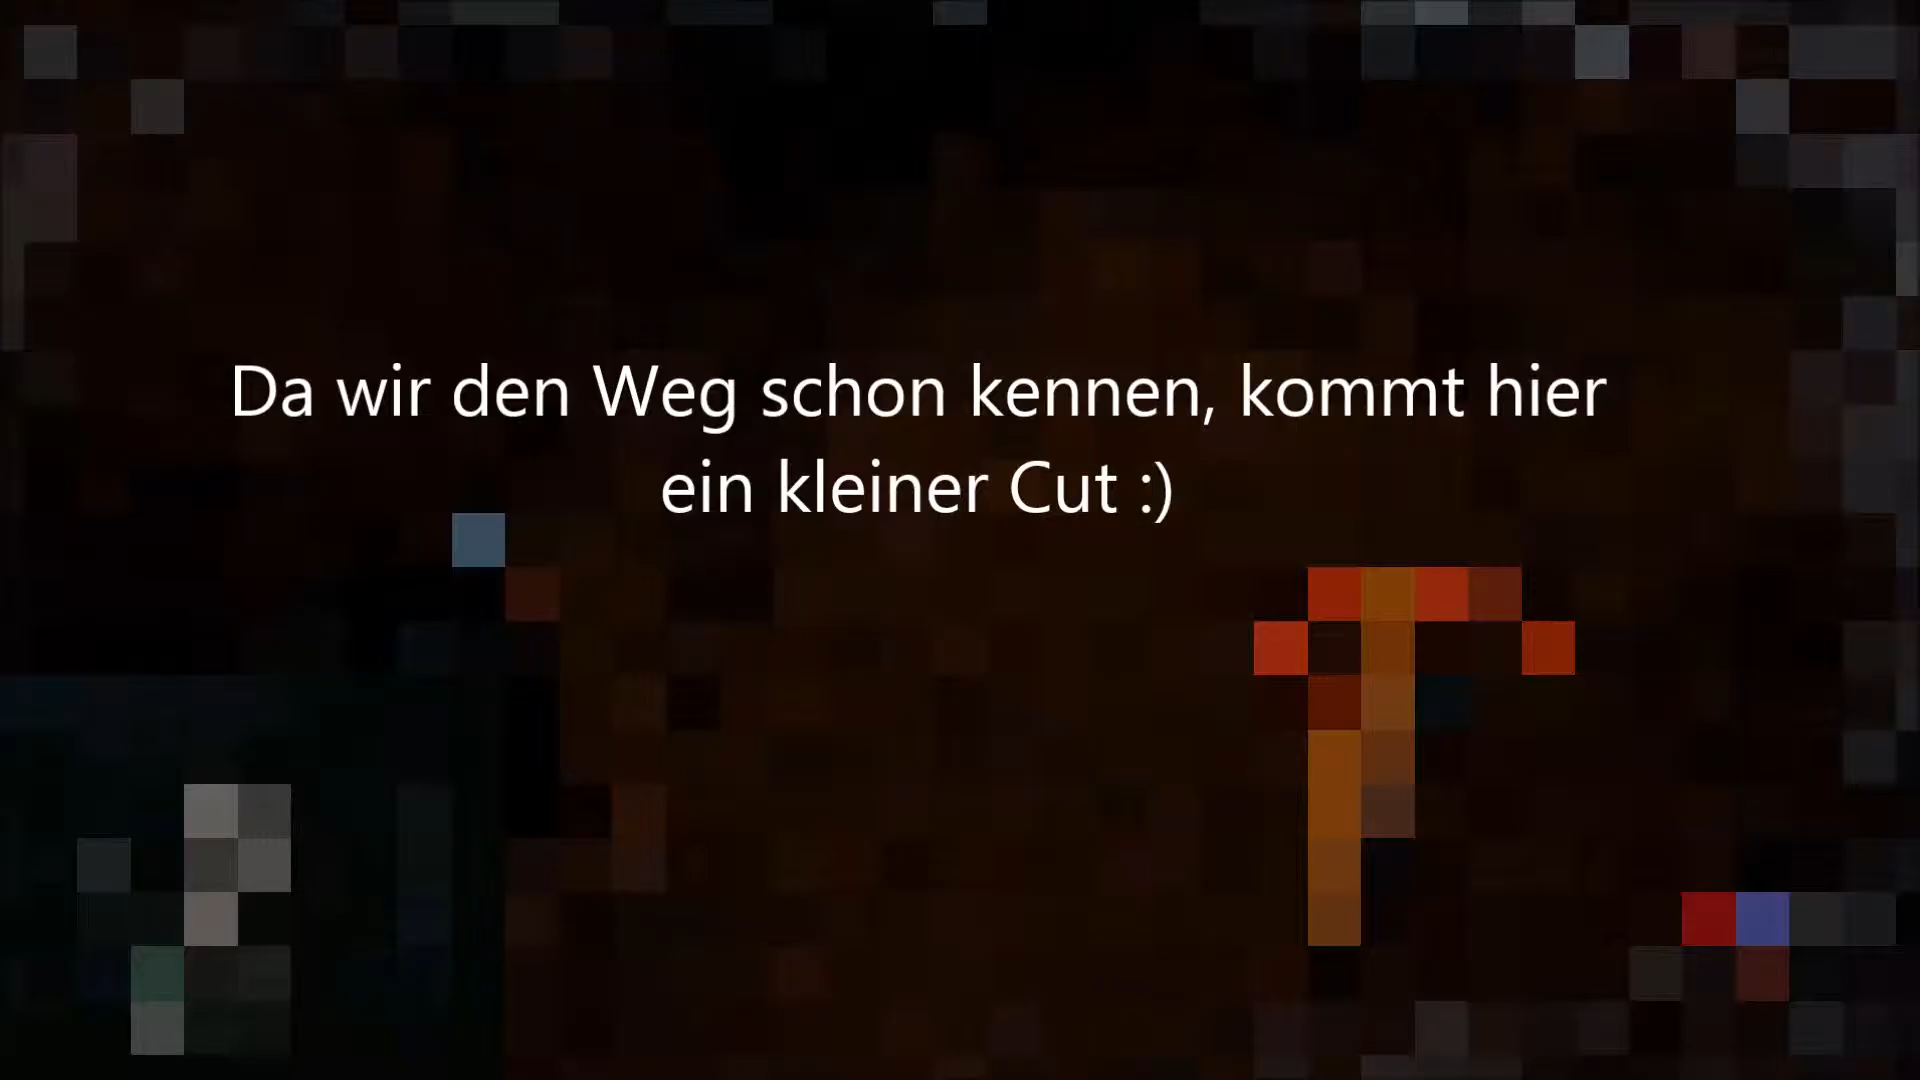 Da wir den Weg schon kennen, kommt hier
ein kleiner Cut :)